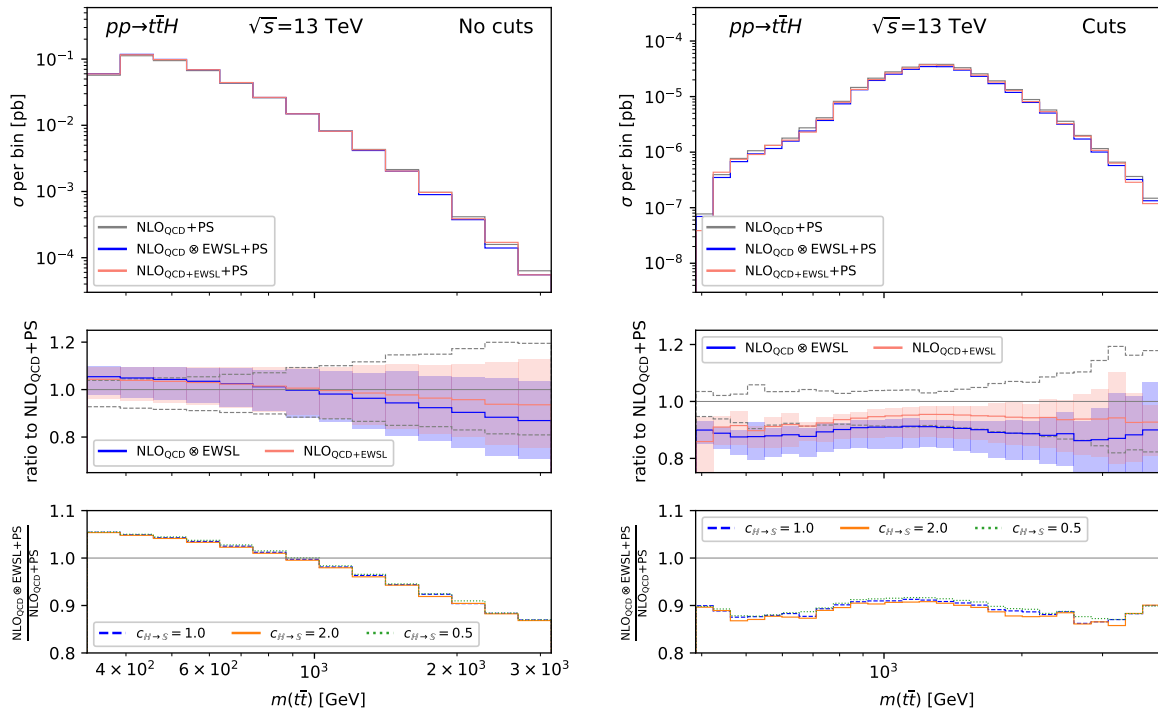 pp→tt̄H √s=13 TeV No cuts
σ per bin [pb]
10⁻¹
10⁻²
10⁻³
10⁻⁴
NLO_QCD+PS
NLO_QCD ⊗ EWSL+PS
NLO_QCD+EWSL+PS
ratio to NLO_QCD+PS
1.2
1.0
0.8
NLO_QCD ⊗ EWSL NLO_QCD+EWSL
NLO_QCD ⊗ EWSL+PS
NLO_QCD+PS
1.1
1.0
0.9
0.8
c_ℍ→𝕊 = 1.0 c_ℍ→𝕊 = 2.0 c_ℍ→𝕊 = 0.5
4 × 10² 6 × 10² 10³ 2 × 10³ 3 × 10³
m(tt̄) [GeV]
pp→tt̄H √s=13 TeV Cuts
σ per bin [pb]
10⁻⁴
10⁻⁵
10⁻⁶
10⁻⁷
10⁻⁸
NLO_QCD+PS
NLO_QCD ⊗ EWSL+PS
NLO_QCD+EWSL+PS
ratio to NLO_QCD+PS
1.2
1.0
0.8
NLO_QCD ⊗ EWSL NLO_QCD+EWSL
NLO_QCD ⊗ EWSL+PS
NLO_QCD+PS
1.1
1.0
0.9
0.8
c_ℍ→𝕊 = 1.0 c_ℍ→𝕊 = 2.0 c_ℍ→𝕊 = 0.5
10³
m(tt̄) [GeV]